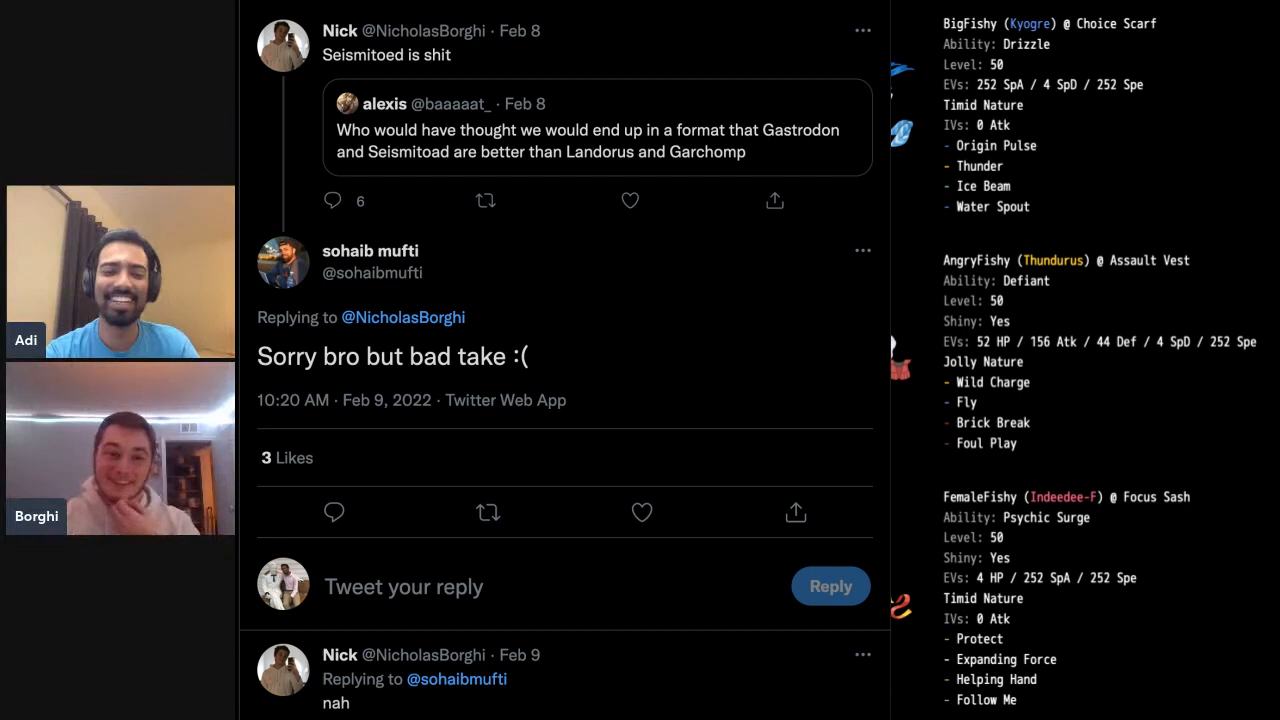 Adi
Borghi
Nick @NicholasBorghi · Feb 8
Seismitoed is shit
alexis @baaaaat_ · Feb 8
Who would have thought we would end up in a format that Gastrodon
and Seismitoad are better than Landorus and Garchomp
6
sohaib mufti
@sohaibmufti
Replying to @NicholasBorghi
Sorry bro but bad take :(
10:20 AM · Feb 9, 2022 · Twitter Web App
3 Likes
Tweet your reply
Reply
Nick @NicholasBorghi · Feb 9
Replying to @sohaibmufti
nah
BigFishy (Kyogre) @ Choice Scarf
Ability: Drizzle
Level: 50
EVs: 252 SpA / 4 SpD / 252 Spe
Timid Nature
IVs: 0 Atk
- Origin Pulse
- Thunder
- Ice Beam
- Water Spout
AngryFishy (Thundurus) @ Assault Vest
Ability: Defiant
Level: 50
Shiny: Yes
EVs: 52 HP / 156 Atk / 44 Def / 4 SpD / 252 Spe
Jolly Nature
- Wild Charge
- Fly
- Brick Break
- Foul Play
FemaleFishy (Indeedee-F) @ Focus Sash
Ability: Psychic Surge
Level: 50
Shiny: Yes
EVs: 4 HP / 252 SpA / 252 Spe
Timid Nature
IVs: 0 Atk
- Protect
- Expanding Force
- Helping Hand
- Follow Me